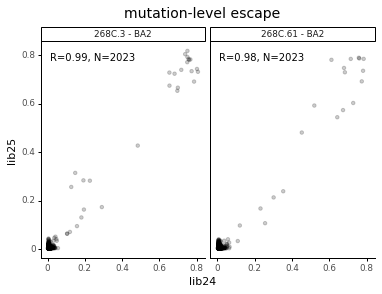 mutation-level escape
268C.3 - BA2
268C.61 - BA2
R=0.99, N=2023
R=0.98, N=2023
0.8
0.6
0.4
0.2
0
lib25
0
0.2
0.4
0.6
0.8
0
0.2
0.4
0.6
0.8
lib24